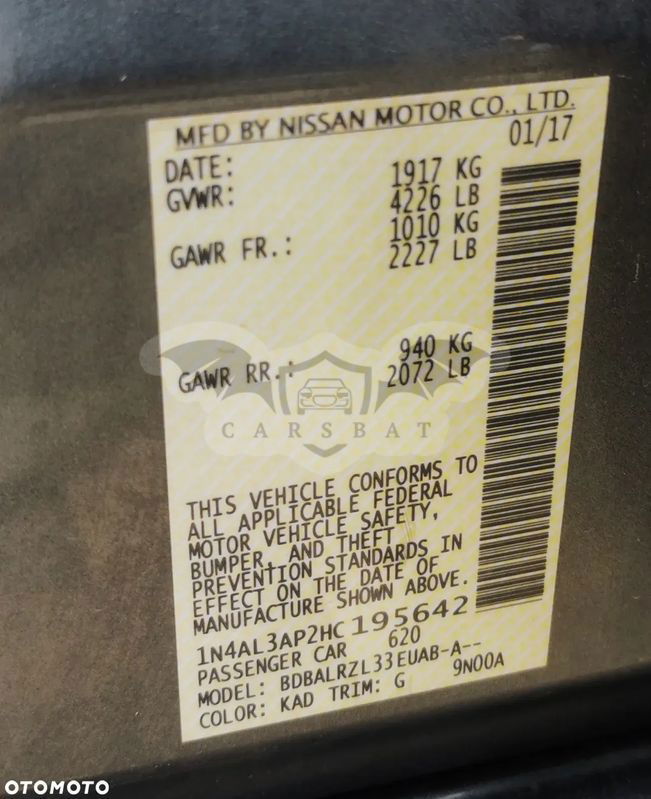 MFD BY NISSAN MOTOR CO., LTD.
DATE: 01/17
GVWR: 1917 KG
4226 LB
GAWR FR.: 1010 KG
2227 LB
GAWR RR.: 940 KG
2072 LB
CARSBAT
THIS VEHICLE CONFORMS TO
ALL APPLICABLE FEDERAL
MOTOR VEHICLE SAFETY,
BUMPER, AND THEFT
PREVENTION STANDARDS IN
EFFECT ON THE DATE OF
MANUFACTURE SHOWN ABOVE.
1N4AL3AP2HC195642
PASSENGER CAR 620
MODEL: BDBALRZL33EUAB-A--
COLOR: KAD TRIM: G 9N00A
OTOMOTO